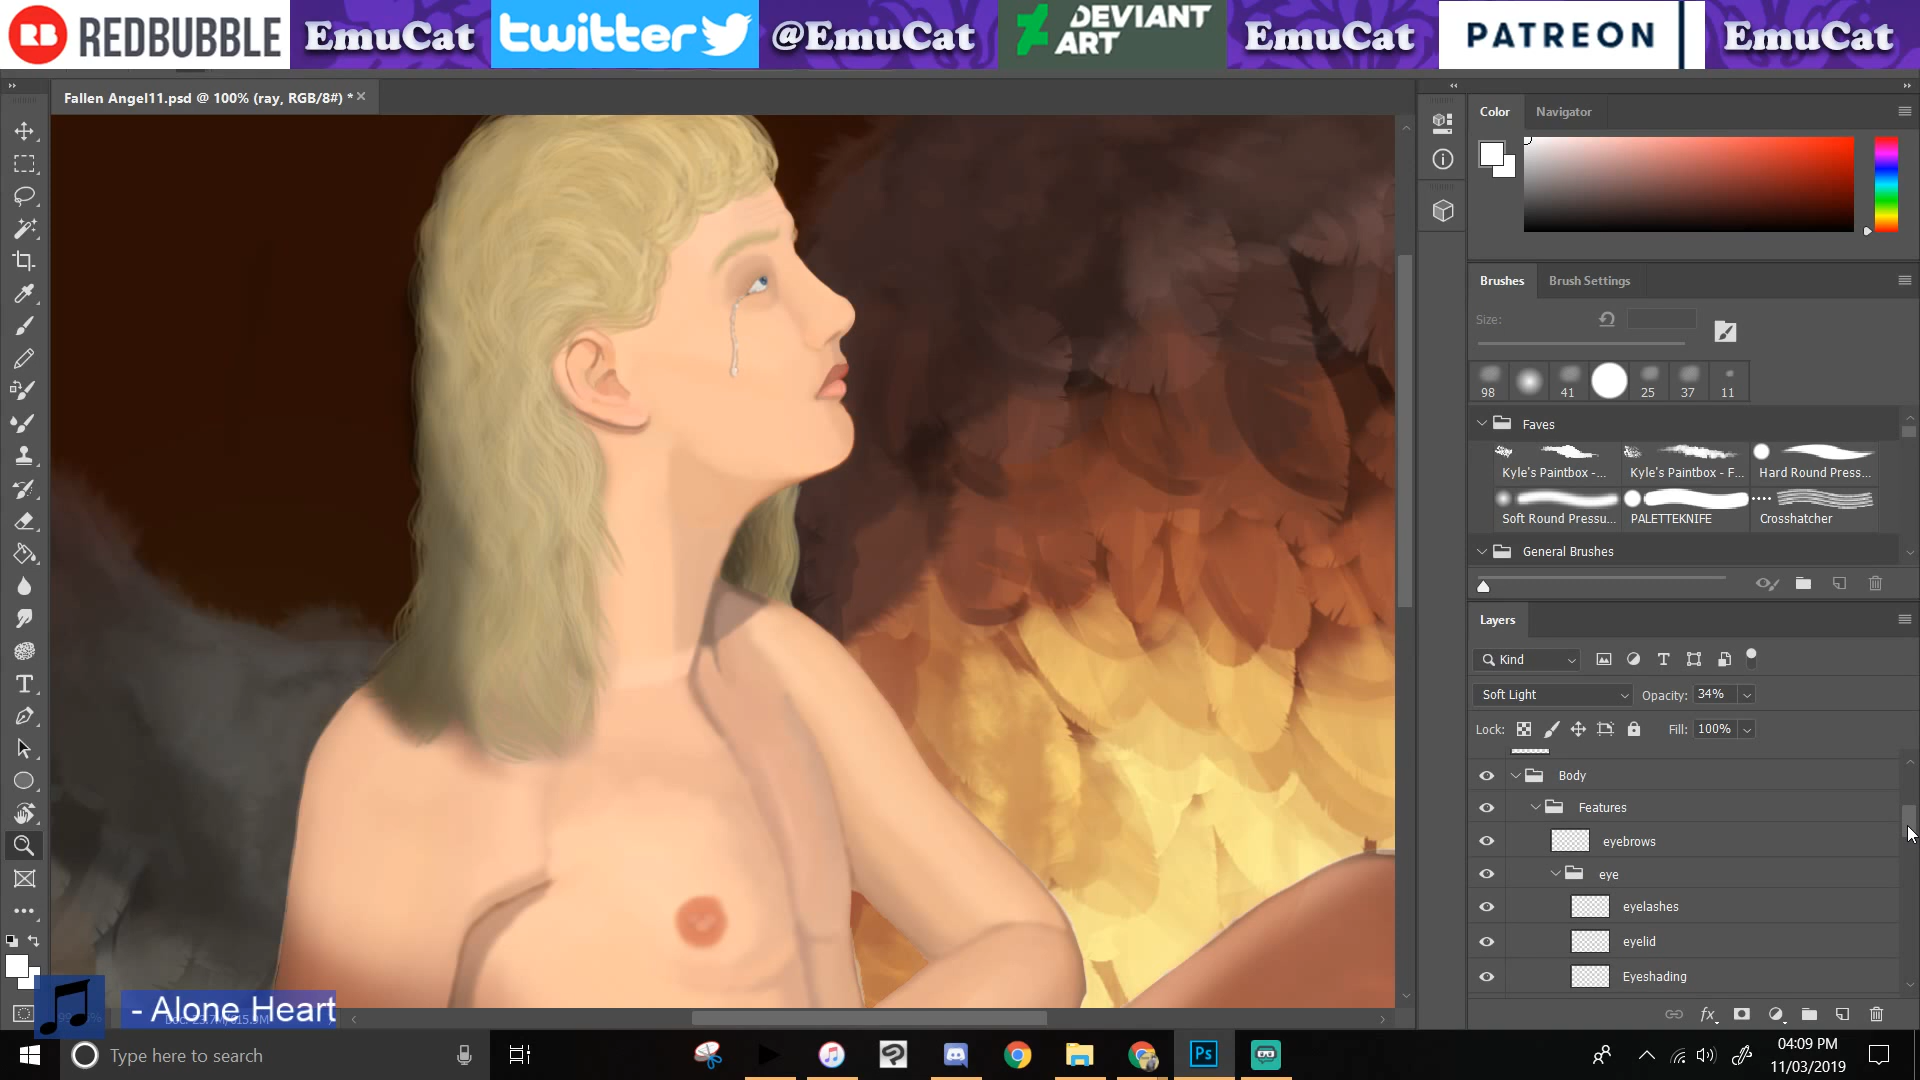 REDBUBBLE EmuCat twitter @EmuCat DEVIANT ART EmuCat PATREON EmuCat
Fallen Angel11.psd @ 100% (ray, RGB/8#) *
Color Navigator
Brushes Brush Settings
Size:
98 41 25 37 11
Faves
Kyle's Paintbox -... Kyle's Paintbox - F... Hard Round Press...
Soft Round Pressu... PALETTEKNIFE Crosshatcher
General Brushes
Layers
Kind
Soft Light Opacity: 34%
Lock: Fill: 100%
Body
Features
eyebrows
eye
eyelashes
eyelid
Eyeshading
- Alone Heart
Type here to search
Ps
04:09 PM
11/03/2019